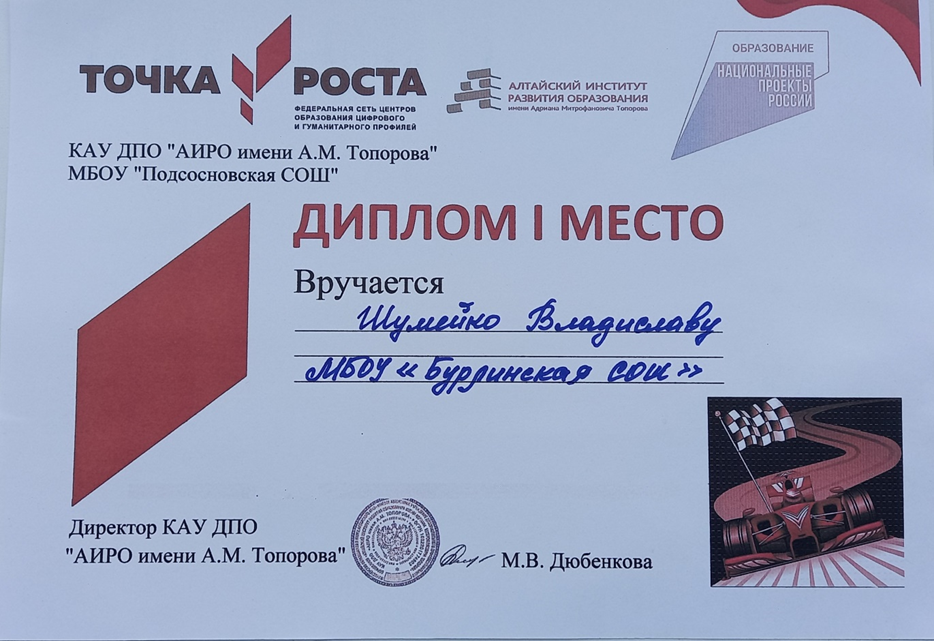 ТОЧКА РОСТА
ФЕДЕРАЛЬНАЯ СЕТЬ ЦЕНТРОВ
ОБРАЗОВАНИЯ ЦИФРОВОГО
И ГУМАНИТАРНОГО ПРОФИЛЕЙ
АЛТАЙСКИЙ ИНСТИТУТ
РАЗВИТИЯ ОБРАЗОВАНИЯ
имени Адриана Митрофановича Топорова
ОБРАЗОВАНИЕ
НАЦИОНАЛЬНЫЕ
ПРОЕКТЫ
РОССИИ
КАУ ДПО "АИРО имени А.М. Топорова"
МБОУ "Подсосновская СОШ"
ДИПЛОМ I МЕСТО
Вручается
Шумейко Владиславу
МБОУ «Бурлинская СОШ»
Директор КАУ ДПО
"АИРО имени А.М. Топорова"
М.В. Дюбенкова